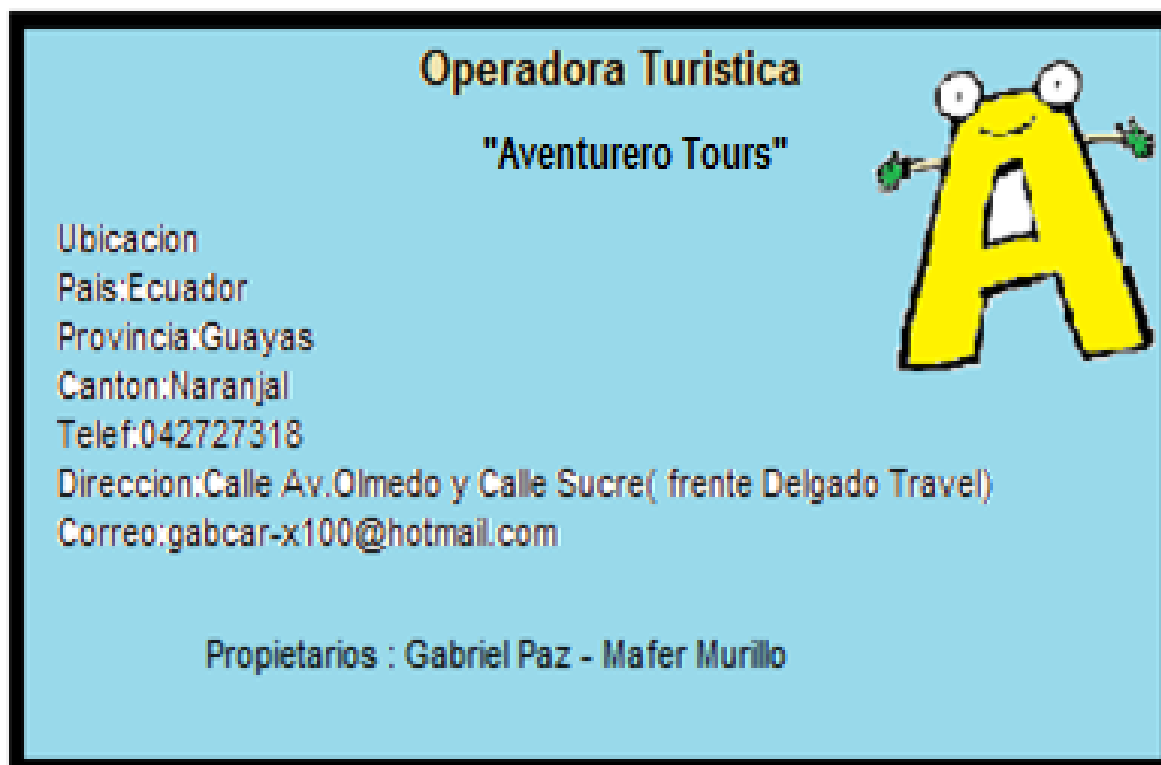 Operadora Turistica
"Aventurero Tours"
Ubicacion
Pais:Ecuador
Provincia:Guayas
Canton:Naranjal
Telef:042727318
Direccion:Calle Av.Olmedo y Calle Sucre( frente Delgado Travel)
Correo:gabcar-x100@hotmail.com
Propietarios : Gabriel Paz - Mafer Murillo